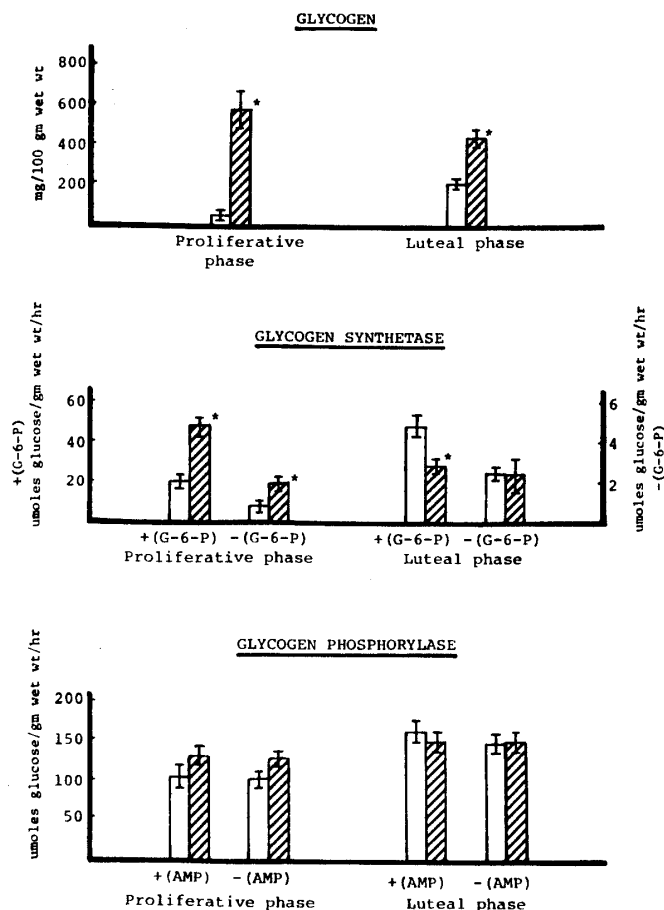 GLYCOGEN
mg/100 gm wet wt
800
600
400
200
*
*
Proliferative phase
Luteal phase
GLYCOGEN SYNTHETASE
+(G-6-P)
umoles glucose/gm wet wt/hr
60
40
20
*
*
*
6
4
2
umoles glucose/gm wet wt/hr
-(G-6-P)
+(G-6-P) -(G-6-P)
Proliferative phase
+(G-6-P) -(G-6-P)
Luteal phase
GLYCOGEN PHOSPHORYLASE
umoles glucose/gm wet wt/hr
200
150
100
50
+(AMP) -(AMP)
Proliferative phase
+(AMP) -(AMP)
Luteal phase